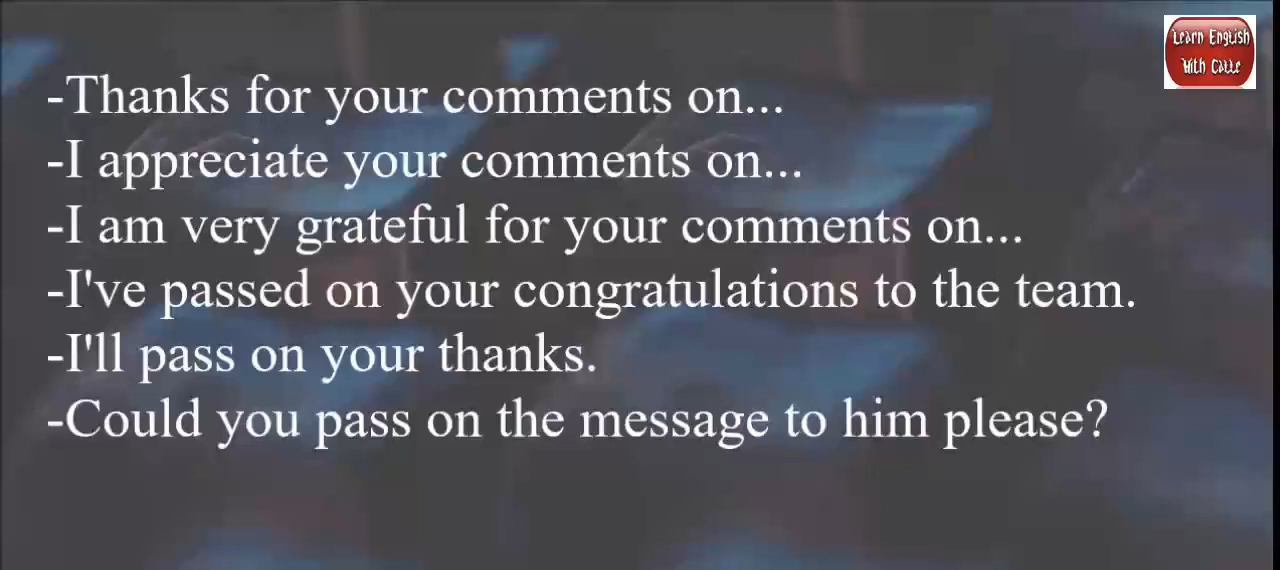 Learn English
With Catte
-Thanks for your comments on...
-I appreciate your comments on...
-I am very grateful for your comments on...
-I've passed on your congratulations to the team.
-I'll pass on your thanks.
-Could you pass on the message to him please?